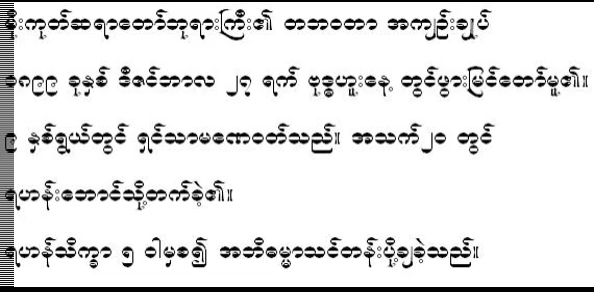 မိုးကုတ်ဆရာတော်ဘုရားကြီး၏ တဘဝတာ အကျဉ်းချုပ်
၁၈၉၉ ခုနှစ် ဒီဇင်ဘာလ ၂၇ ရက် ဗုဒ္ဓဟူးနေ့ တွင်ဖွားမြင်တော်မူ၏။
၉ နှစ်ရွယ်တွင် ရှင်သာမဏေဝတ်သည်။ အသက်၂၀ တွင်
ရဟန်းဘောင်သို့တက်ခဲ့၏။
ရဟန်သိက္ခာ ၅ ဝါမှစ၍ အဘိဓမ္မာသင်တန်းပို့ချခဲ့သည်။